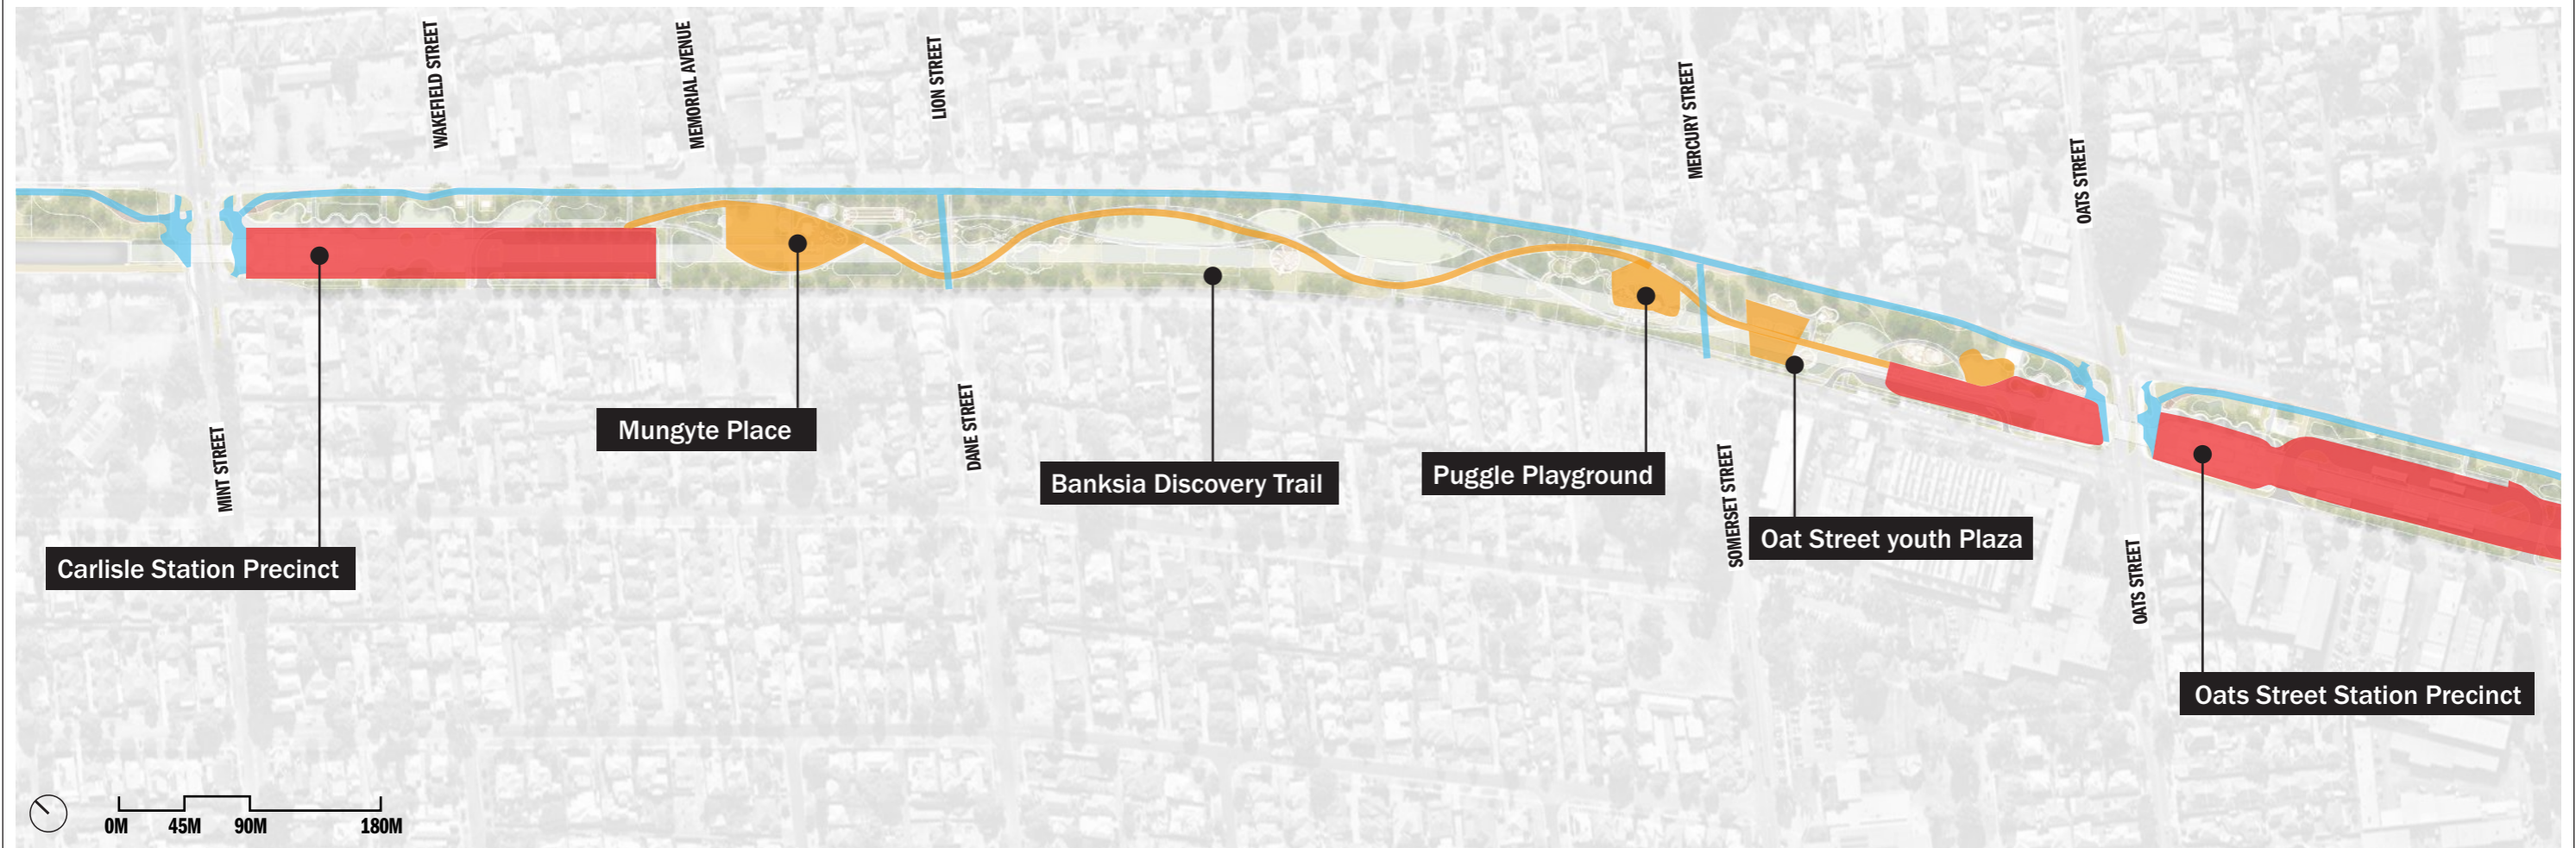 WAKEFIELD STREET
MEMORIAL AVENUE
LION STREET
MERCURY STREET
OATS STREET
MINT STREET
DANE STREET
SOMERSET STREET
OATS STREET
Mungyte Place
Banksia Discovery Trail
Puggle Playground
Oat Street youth Plaza
Carlisle Station Precinct
Oats Street Station Precinct
0M 45M 90M 180M